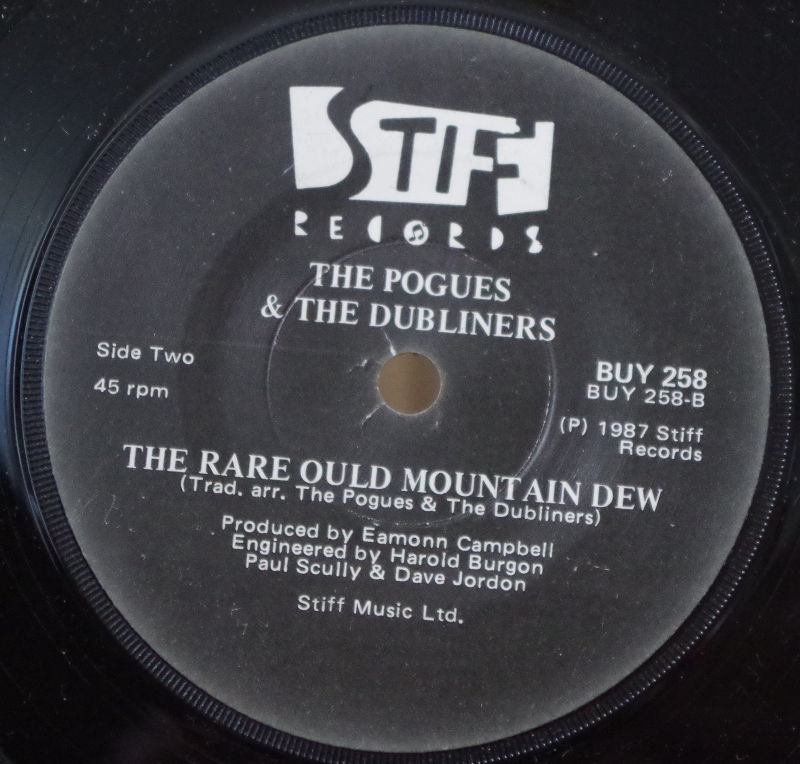 STIFF
RECORDS
THE POGUES
& THE DUBLINERS
Side Two
45 rpm
BUY 258
BUY 258-B
(P) 1987 Stiff
Records
THE RARE OULD MOUNTAIN DEW
(Trad. arr. The Pogues & The Dubliners)
Produced by Eamonn Campbell
Engineered by Harold Burgon
Paul Scully & Dave Jordon
Stiff Music Ltd.